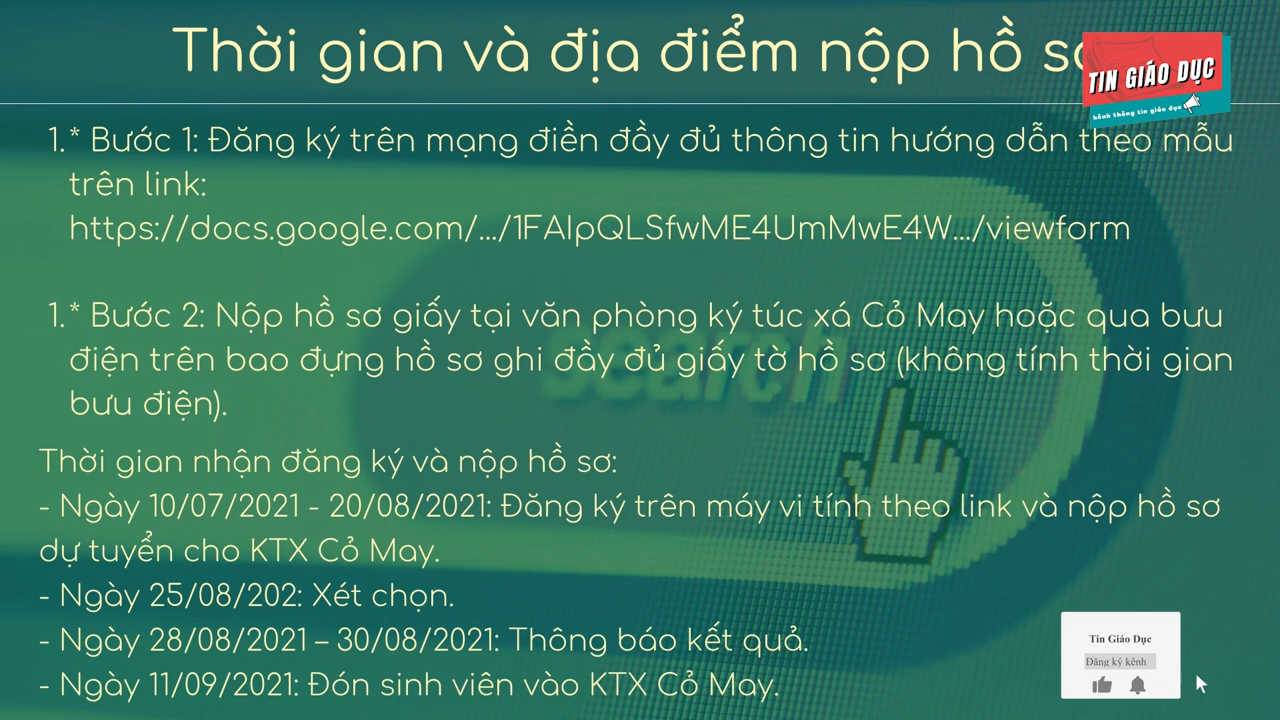 Thời gian và địa điểm nộp hồ sơ
TIN GIÁO DỤC
kênh thông tin giáo dục
1.* Bước 1: Đăng ký trên mạng điền đầy đủ thông tin hướng dẫn theo mẫu
trên link:
https://docs.google.com/.../1FAIpQLSfwME4UmMwE4W.../viewform
1.* Bước 2: Nộp hồ sơ giấy tại văn phòng ký túc xá Cỏ May hoặc qua bưu
điện trên bao đựng hồ sơ ghi đầy đủ giấy tờ hồ sơ (không tính thời gian
bưu điện).
search
Thời gian nhận đăng ký và nộp hồ sơ:
- Ngày 10/07/2021 - 20/08/2021: Đăng ký trên máy vi tính theo link và nộp hồ sơ
dự tuyển cho KTX Cỏ May.
- Ngày 25/08/202: Xét chọn.
- Ngày 28/08/2021 – 30/08/2021: Thông báo kết quả.
- Ngày 11/09/2021: Đón sinh viên vào KTX Cỏ May.
Tin Giáo Dục
Đăng ký kênh